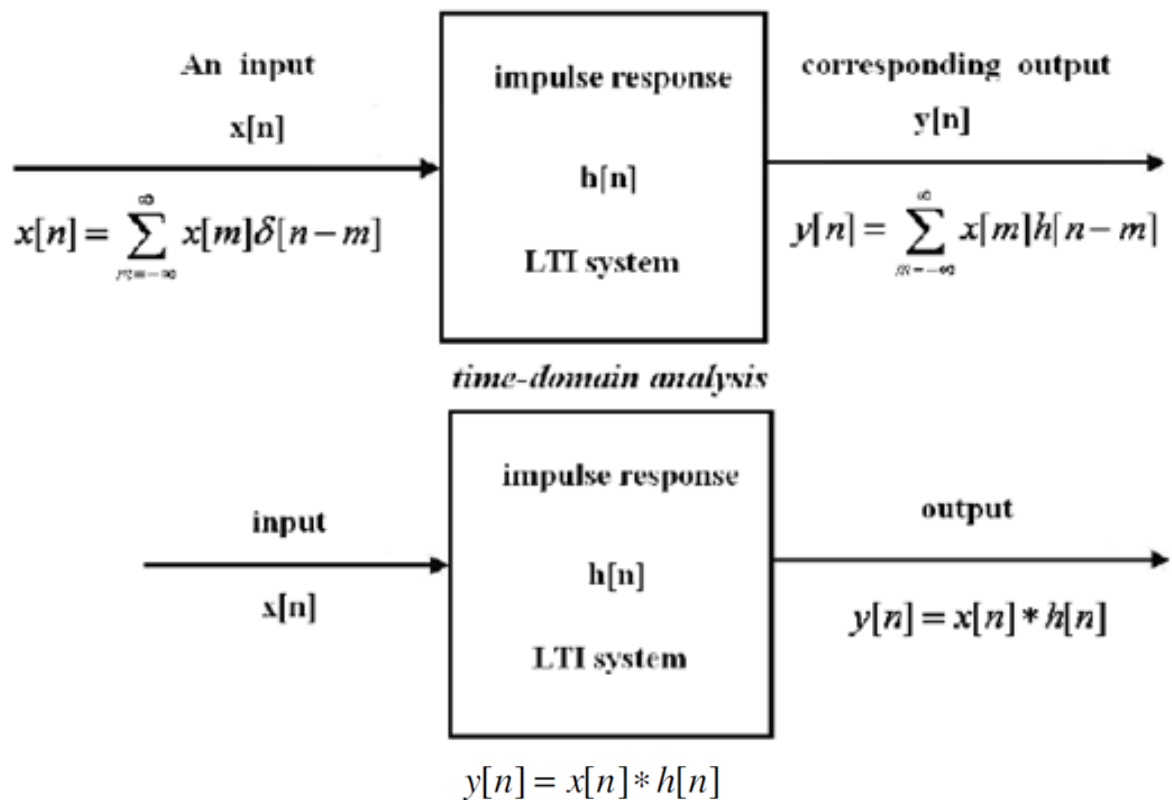 An input
x[n]
x[n] = ∑_{m=-∞}^{∞} x[m]δ[n-m]
impulse response
h[n]
LTI system
corresponding output
y[n]
y[n] = ∑_{m=-∞}^{∞} x[m]h[n-m]
time-domain analysis
input
x[n]
impulse response
h[n]
LTI system
output
y[n] = x[n] * h[n]
y[n] = x[n] * h[n]